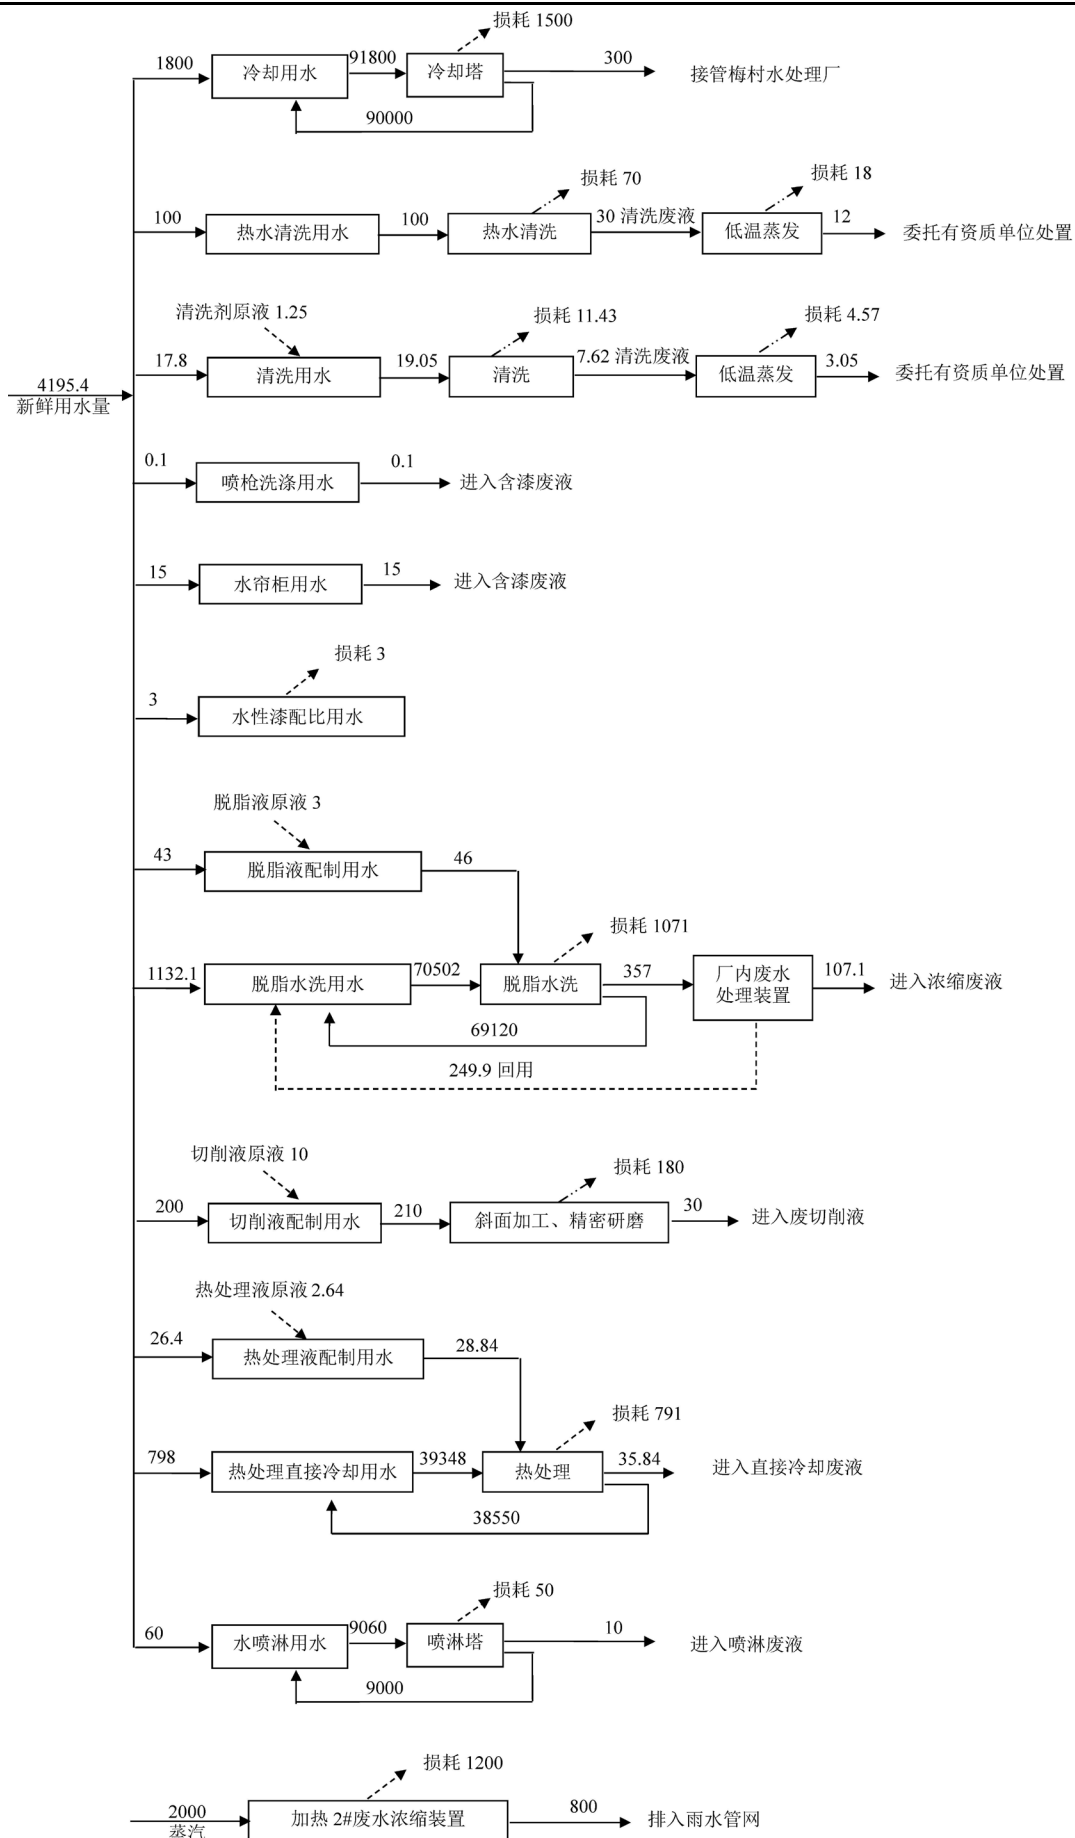 损耗 1500
1800
冷却用水
91800
冷却塔
300
接管梅村水处理厂
90000
损耗 70
损耗 18
100
热水清洗用水
100
热水清洗
30 清洗废液
低温蒸发
12
委托有资质单位处置
清洗剂原液 1.25
损耗 11.43
损耗 4.57
17.8
清洗用水
19.05
清洗
7.62 清洗废液
低温蒸发
3.05
委托有资质单位处置
4195.4
新鲜用水量
0.1
喷枪洗涤用水
0.1
进入含漆废液
15
水帘柜用水
15
进入含漆废液
损耗 3
3
水性漆配比用水
脱脂液原液 3
43
脱脂液配制用水
46
损耗 1071
1132.1
脱脂水洗用水
70502
脱脂水洗
357
厂内废水
处理装置
107.1
进入浓缩废液
69120
249.9 回用
切削液原液 10
损耗 180
200
切削液配制用水
210
斜面加工、精密研磨
30
进入废切削液
热处理液原液 2.64
26.4
热处理液配制用水
28.84
损耗 791
798
热处理直接冷却用水
39348
热处理
35.84
进入直接冷却废液
38550
损耗 50
60
水喷淋用水
9060
喷淋塔
10
进入喷淋废液
9000
损耗 1200
2000
蒸汽
加热 2#废水浓缩装置
800
排入雨水管网